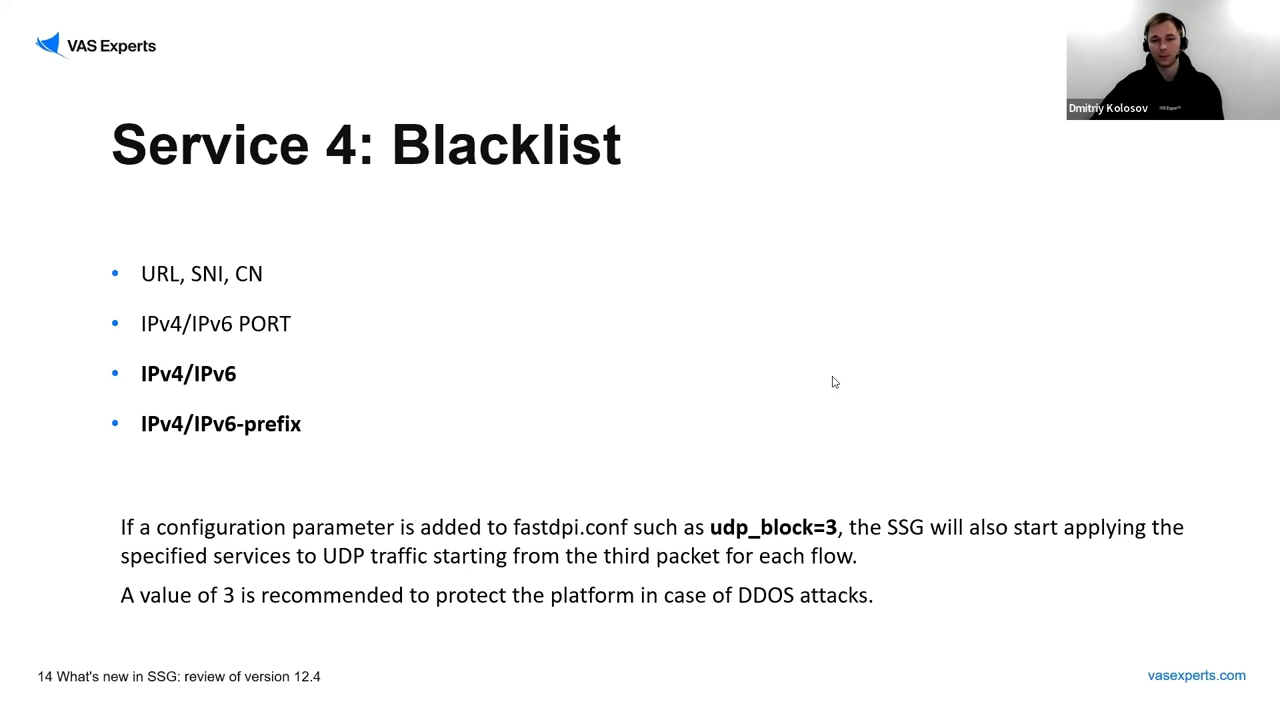 VAS Experts
Dmitriy Kolosov
VAS Experts
Service 4: Blacklist
• URL, SNI, CN
• IPv4/IPv6 PORT
• IPv4/IPv6
• IPv4/IPv6-prefix
If a configuration parameter is added to fastdpi.conf such as udp_block=3, the SSG will also start applying the
specified services to UDP traffic starting from the third packet for each flow.
A value of 3 is recommended to protect the platform in case of DDOS attacks.
14 What's new in SSG: review of version 12.4
vasexperts.com